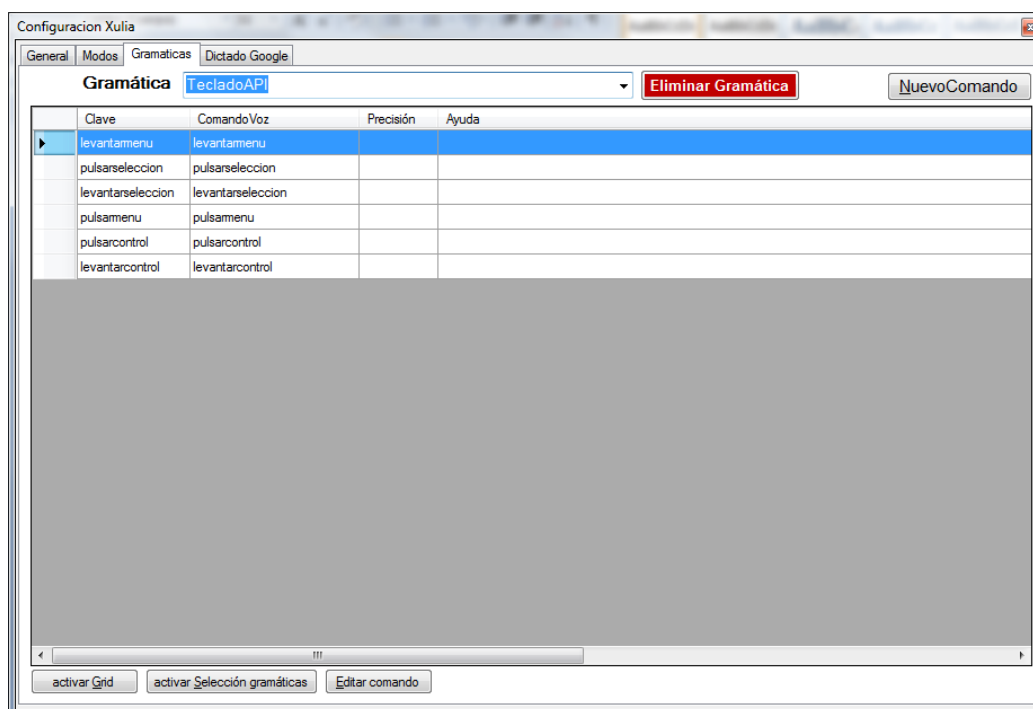 Configuracion Xulia
General Modos Gramaticas Dictado Google
Gramática TecladoAPI Eliminar Gramática NuevoComando
Clave ComandoVoz Precisión Ayuda
levantarmenu levantarmenu
pulsarseleccion pulsarseleccion
levantarseleccion levantarseleccion
pulsarmenu pulsarmenu
pulsarcontrol pulsarcontrol
levantarcontrol levantarcontrol
activar Grid activar Selección gramáticas Editar comando